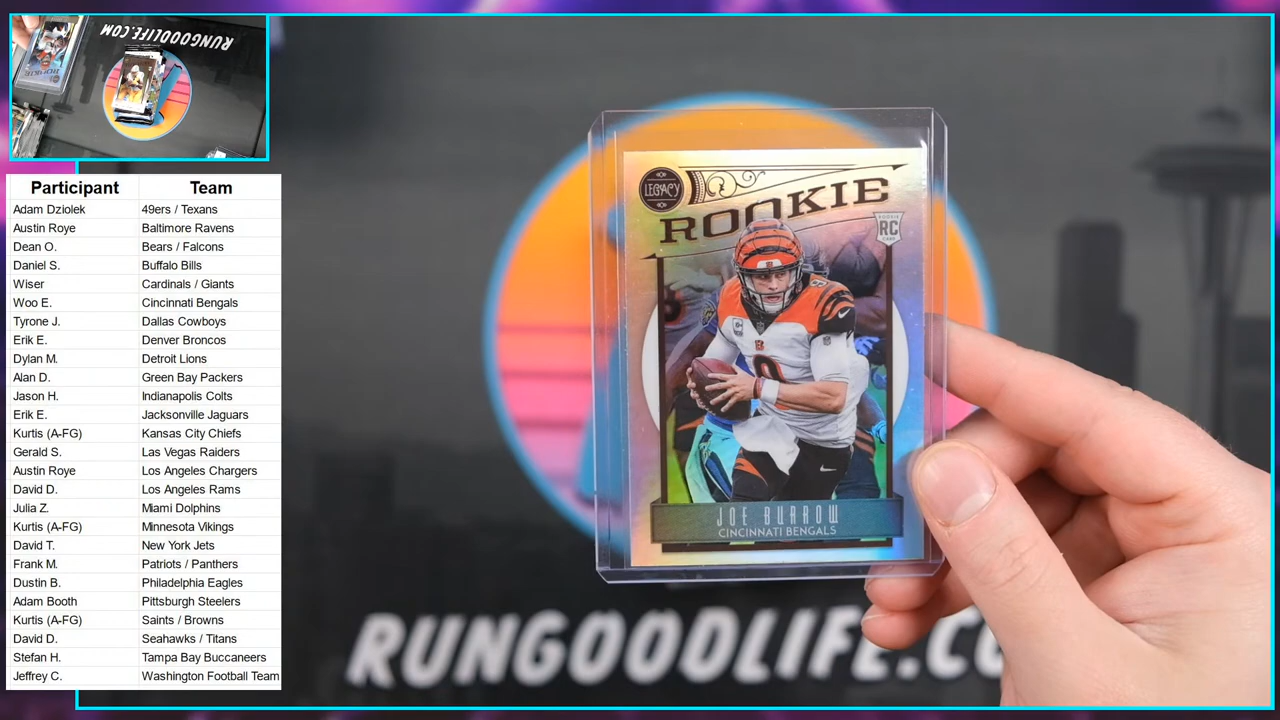 RUNGOODLIFE.COM
Participant Team
Adam Dziolek 49ers / Texans
Austin Roye Baltimore Ravens
Dean O. Bears / Falcons
Daniel S. Buffalo Bills
Wiser Cardinals / Giants
Woo E. Cincinnati Bengals
Tyrone J. Dallas Cowboys
Erik E. Denver Broncos
Dylan M. Detroit Lions
Alan D. Green Bay Packers
Jason H. Indianapolis Colts
Erik E. Jacksonville Jaguars
Kurtis (A-FG) Kansas City Chiefs
Gerald S. Las Vegas Raiders
Austin Roye Los Angeles Chargers
David D. Los Angeles Rams
Julia Z. Miami Dolphins
Kurtis (A-FG) Minnesota Vikings
David T. New York Jets
Frank M. Patriots / Panthers
Dustin B. Philadelphia Eagles
Adam Booth Pittsburgh Steelers
Kurtis (A-FG) Saints / Browns
David D. Seahawks / Titans
Stefan H. Tampa Bay Buccaneers
Jeffrey C. Washington Football Team
LEGACY
ROOKIE
ROOKIE
RC
CARD
9
JOE BURROW
CINCINNATI BENGALS
RUNGOODLIFE.CO